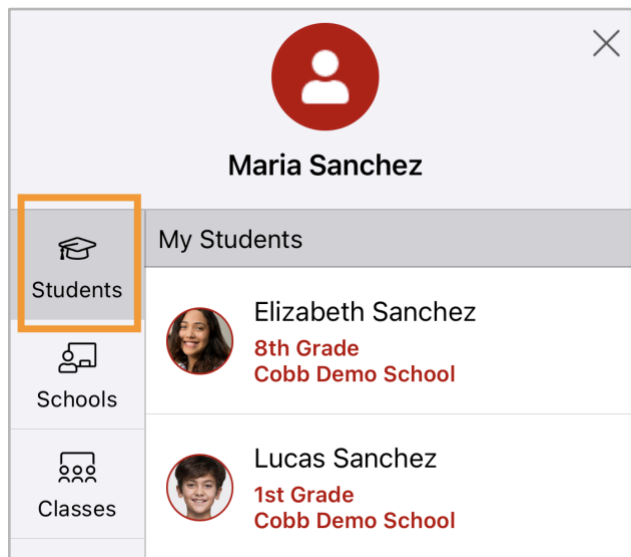 Maria Sanchez
Students
My Students
Elizabeth Sanchez
8th Grade
Cobb Demo School
Schools
Lucas Sanchez
1st Grade
Cobb Demo School
Classes